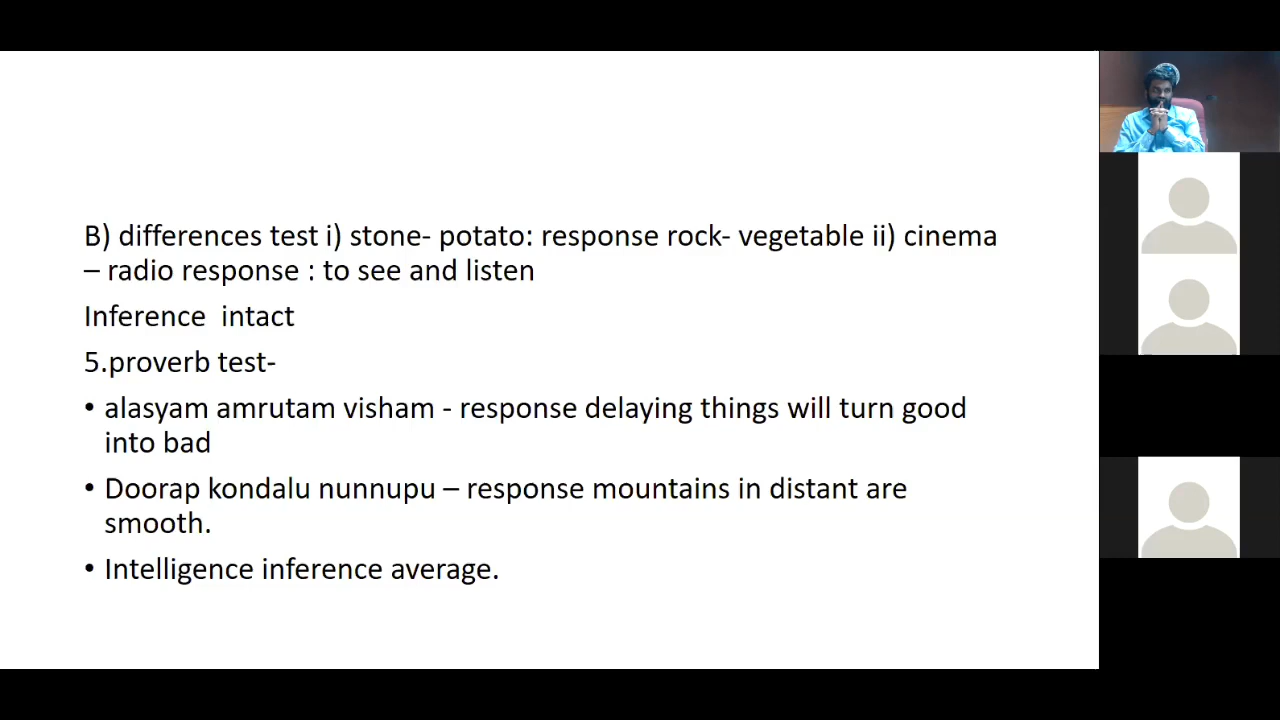 B) differences test i) stone- potato: response rock- vegetable ii) cinema
– radio response : to see and listen
Inference  intact
5.proverb test-
• alasyam amrutam visham - response delaying things will turn good
into bad
• Doorap kondalu nunnupu – response mountains in distant are
smooth.
• Intelligence inference average.